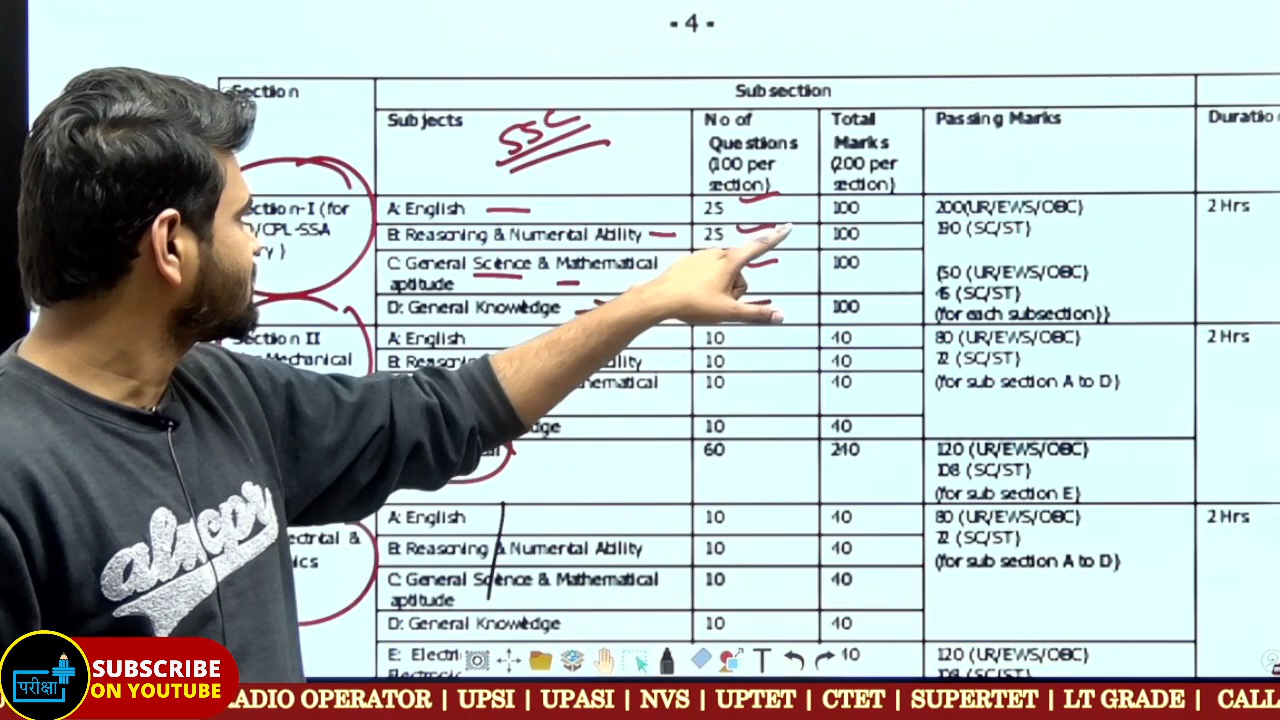 - 4 -
Section
Subsection
Subjects
SSC
No of
Questions
(100 per
section)
Total
Marks
(200 per
section)
Passing Marks
Duratio
ection-I (for
/CPL-SSA
A: English
25
100
200(UR/EWS/OBC)
190 (SC/ST)
2 Hrs
B: Reasoning & Numerical Ability
25
100
C: General Science & Mathematical
aptitude
100
(50 (UR/EWS/OBC)
46 (SC/ST)
(for each subsection))
D: General Knowledge
100
Section II
Mechanical
A: English
10
40
80 (UR/EWS/OBC)
72 (SC/ST)
(for sub section A to D)
2 Hrs
10
40
10
40
10
40
60
240
120 (UR/EWS/OBC)
108 (SC/ST)
(for sub section E)
ectrical &
A: English
10
40
80 (UR/EWS/OBC)
72 (SC/ST)
(for sub section A to D)
2 Hrs
B: Reasoning & Numerical Ability
10
40
C: General Science & Mathematical
aptitude
10
40
D: General Knowledge
10
40
E: Electri
120 (UR/EWS/OBC)
T
परीक्षा
SUBSCRIBE
ON YOUTUBE
ADIO OPERATOR | UPSI | UPASI | NVS | UPTET | CTET | SUPERTET | LT GRADE | CALL